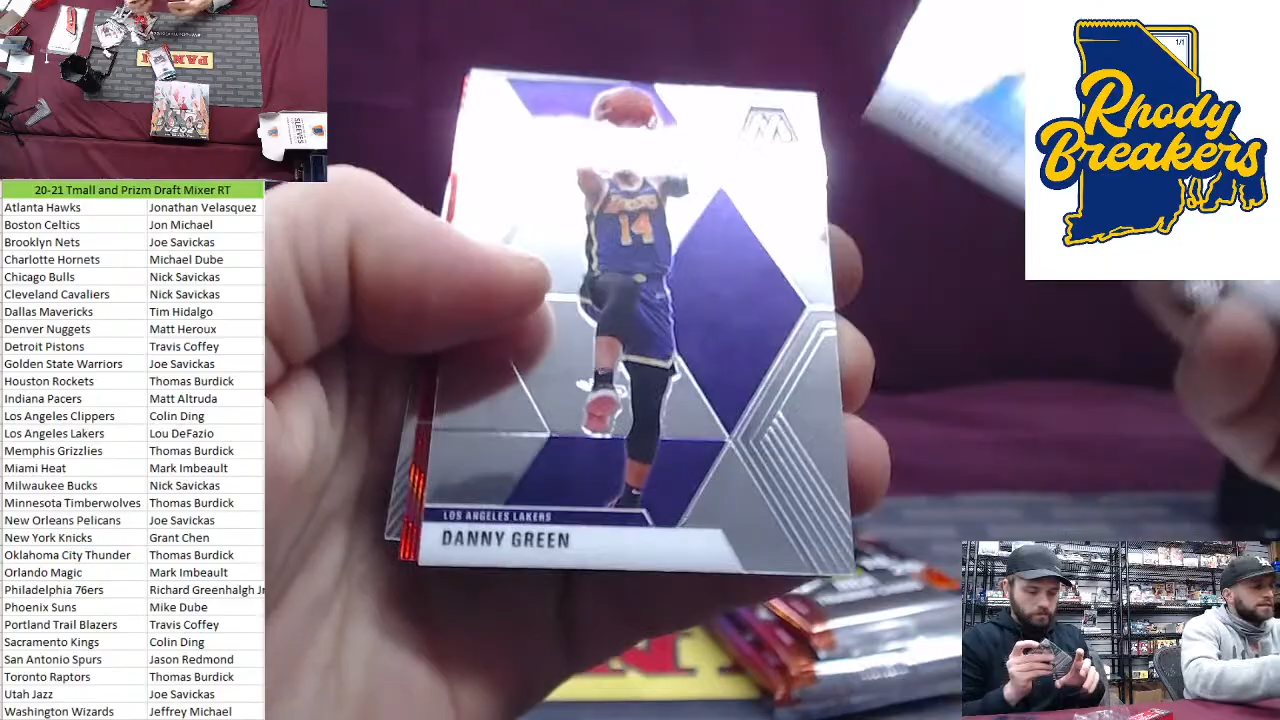 20-21 Tmall and Prizm Draft Mixer RT
Atlanta Hawks Jonathan Velasquez
Boston Celtics Jon Michael
Brooklyn Nets Joe Savickas
Charlotte Hornets Michael Dube
Chicago Bulls Nick Savickas
Cleveland Cavaliers Nick Savickas
Dallas Mavericks Tim Hidalgo
Denver Nuggets Matt Heroux
Detroit Pistons Travis Coffey
Golden State Warriors Joe Savickas
Houston Rockets Thomas Burdick
Indiana Pacers Matt Altruda
Los Angeles Clippers Colin Ding
Los Angeles Lakers Lou DeFazio
Memphis Grizzlies Thomas Burdick
Miami Heat Mark Imbeault
Milwaukee Bucks Nick Savickas
Minnesota Timberwolves Thomas Burdick
New Orleans Pelicans Joe Savickas
New York Knicks Grant Chen
Oklahoma City Thunder Thomas Burdick
Orlando Magic Mark Imbeault
Philadelphia 76ers Richard Greenhalgh Jr
Phoenix Suns Mike Dube
Portland Trail Blazers Travis Coffey
Sacramento Kings Colin Ding
San Antonio Spurs Jason Redmond
Toronto Raptors Thomas Burdick
Utah Jazz Joe Savickas
Washington Wizards Jeffrey Michael
PANINI
SLEEVES
14
LOS ANGELES LAKERS
DANNY GREEN
1/1
Rhody
Breakers